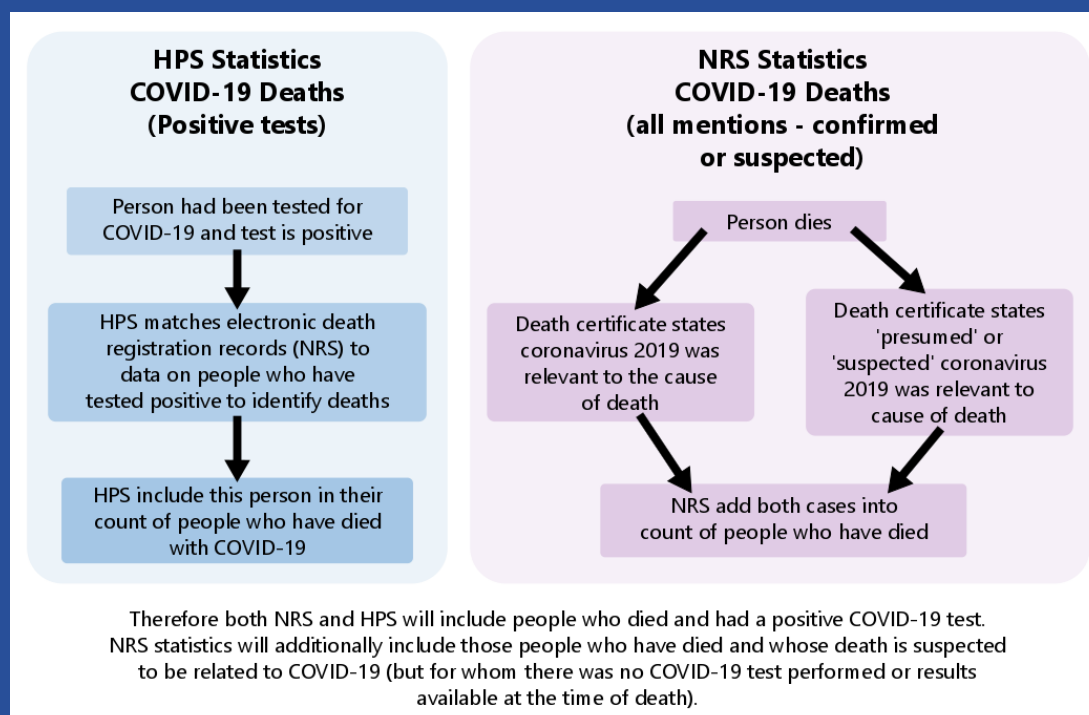 HPS Statistics
COVID-19 Deaths
(Positive tests)
Person had been tested for
COVID-19 and test is positive
HPS matches electronic death
registration records (NRS) to
data on people who have
tested positive to identify deaths
HPS include this person in their
count of people who have died
with COVID-19
NRS Statistics
COVID-19 Deaths
(all mentions - confirmed
or suspected)
Person dies
Death certificate states
coronavirus 2019 was
relevant to the cause
of death
Death certificate states
'presumed' or
'suspected' coronavirus
2019 was relevant to
cause of death
NRS add both cases into
count of people who have died
Therefore both NRS and HPS will include people who died and had a positive COVID-19 test.
NRS statistics will additionally include those people who have died and whose death is suspected
to be related to COVID-19 (but for whom there was no COVID-19 test performed or results
available at the time of death).